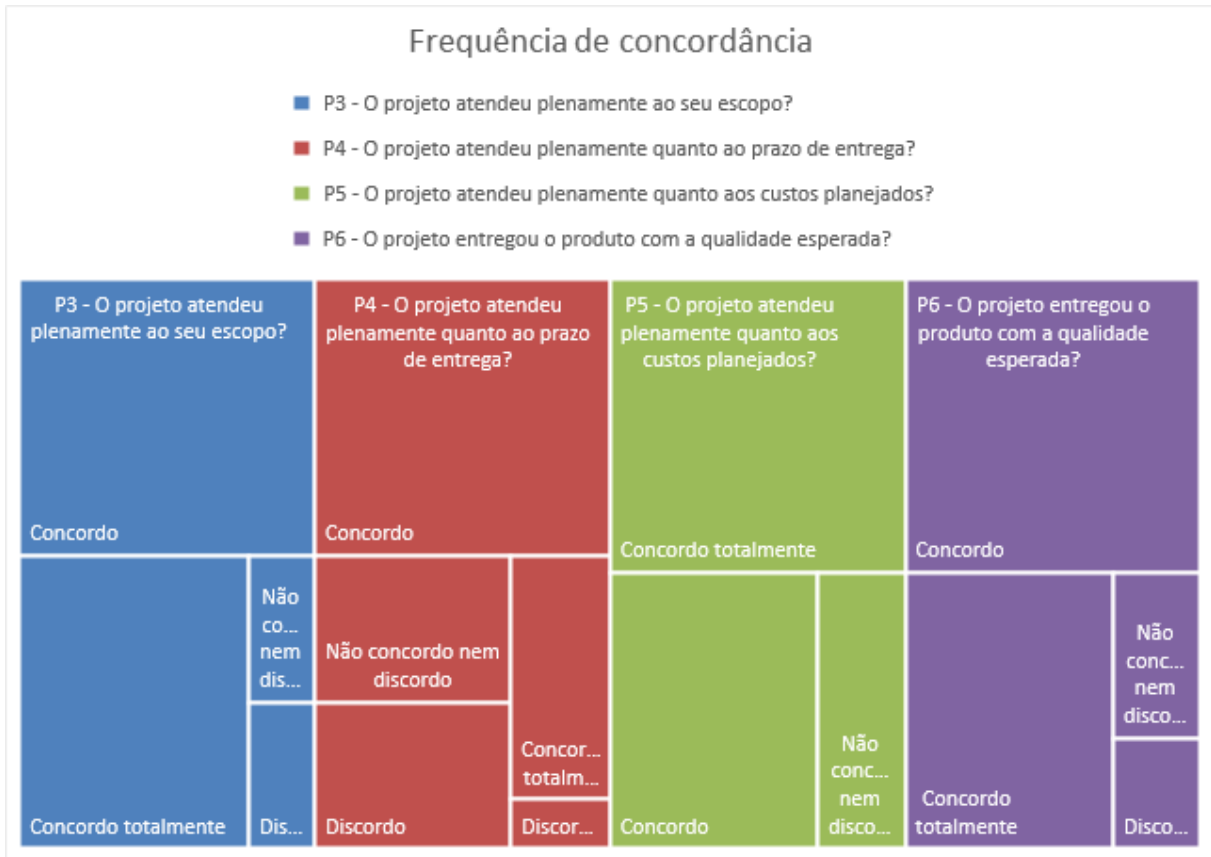 Frequência de concordância
P3 - O projeto atendeu plenamente ao seu escopo?
P4 - O projeto atendeu plenamente quanto ao prazo de entrega?
P5 - O projeto atendeu plenamente quanto aos custos planejados?
P6 - O projeto entregou o produto com a qualidade esperada?
P3 - O projeto atendeu
plenamente ao seu escopo?
Concordo
Concordo totalmente
Não
co...
nem
dis...
Dis...
P4 - O projeto atendeu
plenamente quanto ao prazo
de entrega?
Concordo
Não concordo nem
discordo
Discordo
Concor...
totalm...
Discor...
P5 - O projeto atendeu
plenamente quanto aos
custos planejados?
Concordo totalmente
Concordo
Não
conc...
nem
disco...
P6 - O projeto entregou o
produto com a qualidade
esperada?
Concordo
Concordo
totalmente
Não
conc...
nem
disco...
Disco...